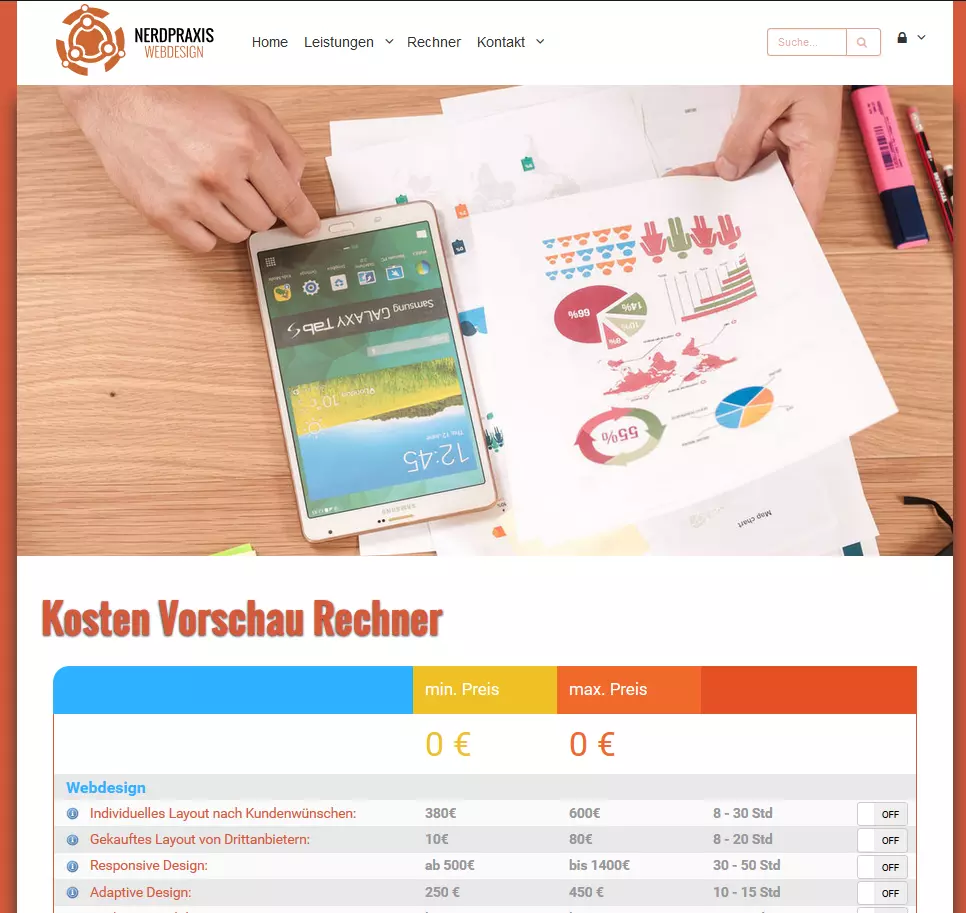 NERDPRAXIS
WEBDESIGN
Home Leistungen Rechner Kontakt
Suche...
Samsung GALAXY Tab S
12:45
SAMSUNG
66%
14%
10%
8%
55%
Map chart
Kosten Vorschau Rechner
min. Preis max. Preis
0 € 0 €
Webdesign
Individuelles Layout nach Kundenwünschen: 380€ 600€ 8 - 30 Std OFF
Gekauftes Layout von Drittanbietern: 10€ 80€ 8 - 20 Std OFF
Responsive Design: ab 500€ bis 1400€ 30 - 50 Std OFF
Adaptive Design: 250 € 450 € 10 - 15 Std OFF